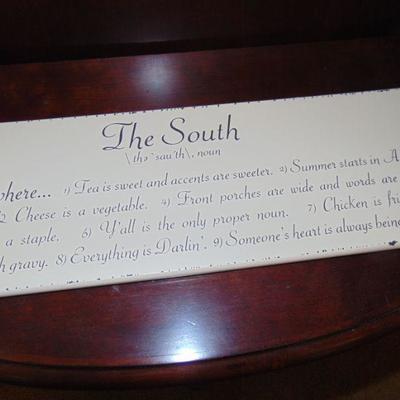 The South
\thə ˈsau̇th\, noun
where... 1) Tea is sweet and accents are sweeter. 2) Summer starts in A
Cheese is a vegetable. 4) Front porches are wide and words are
a staple. 6) Y'all is the only proper noun. 7) Chicken is fri
gravy. 8) Everything is Darlin'. 9) Someone's heart is always being